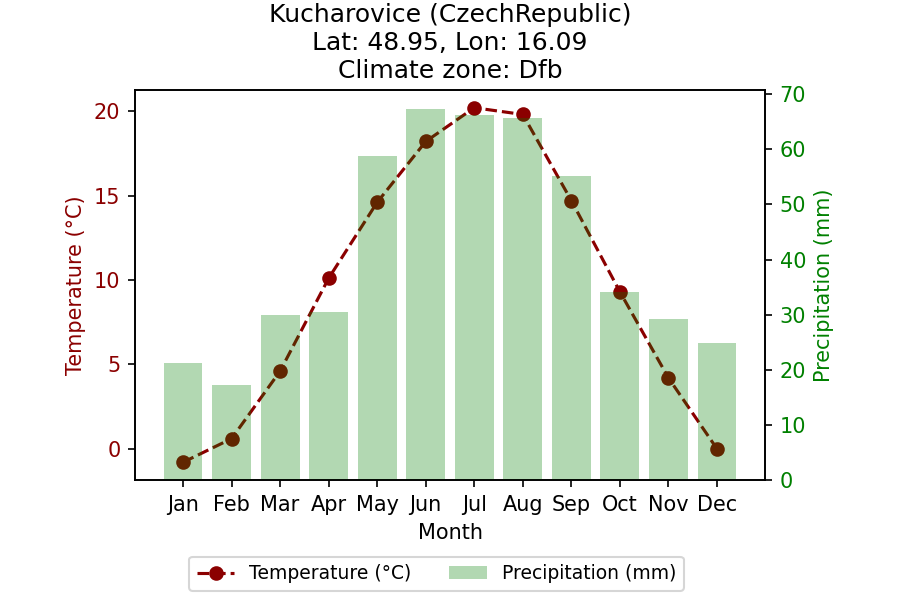 Kucharovice (CzechRepublic)
Lat: 48.95, Lon: 16.09
Climate zone: Dfb
Temperature (°C)
20
15
10
5
0
70
60
50
40
30
20
10
0
Precipitation (mm)
Jan Feb Mar Apr May Jun Jul Aug Sep Oct Nov Dec
Month
Temperature (°C) Precipitation (mm)